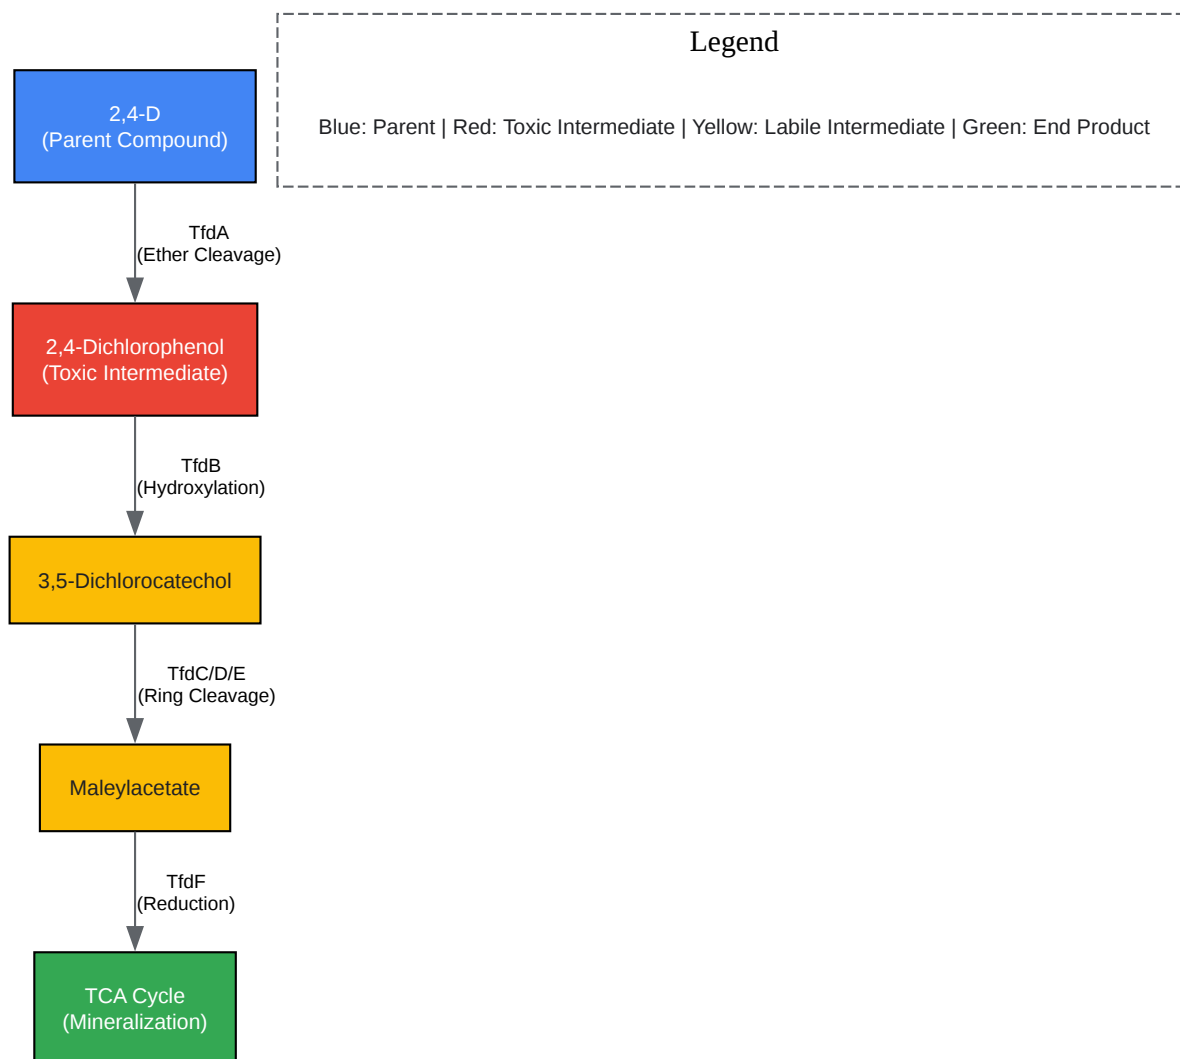 Legend
Blue: Parent | Red: Toxic Intermediate | Yellow: Labile Intermediate | Green: End Product
2,4-D
(Parent Compound)
TfdA
(Ether Cleavage)
2,4-Dichlorophenol
(Toxic Intermediate)
TfdB
(Hydroxylation)
3,5-Dichlorocatechol
TfdC/D/E
(Ring Cleavage)
Maleylacetate
TfdF
(Reduction)
TCA Cycle
(Mineralization)